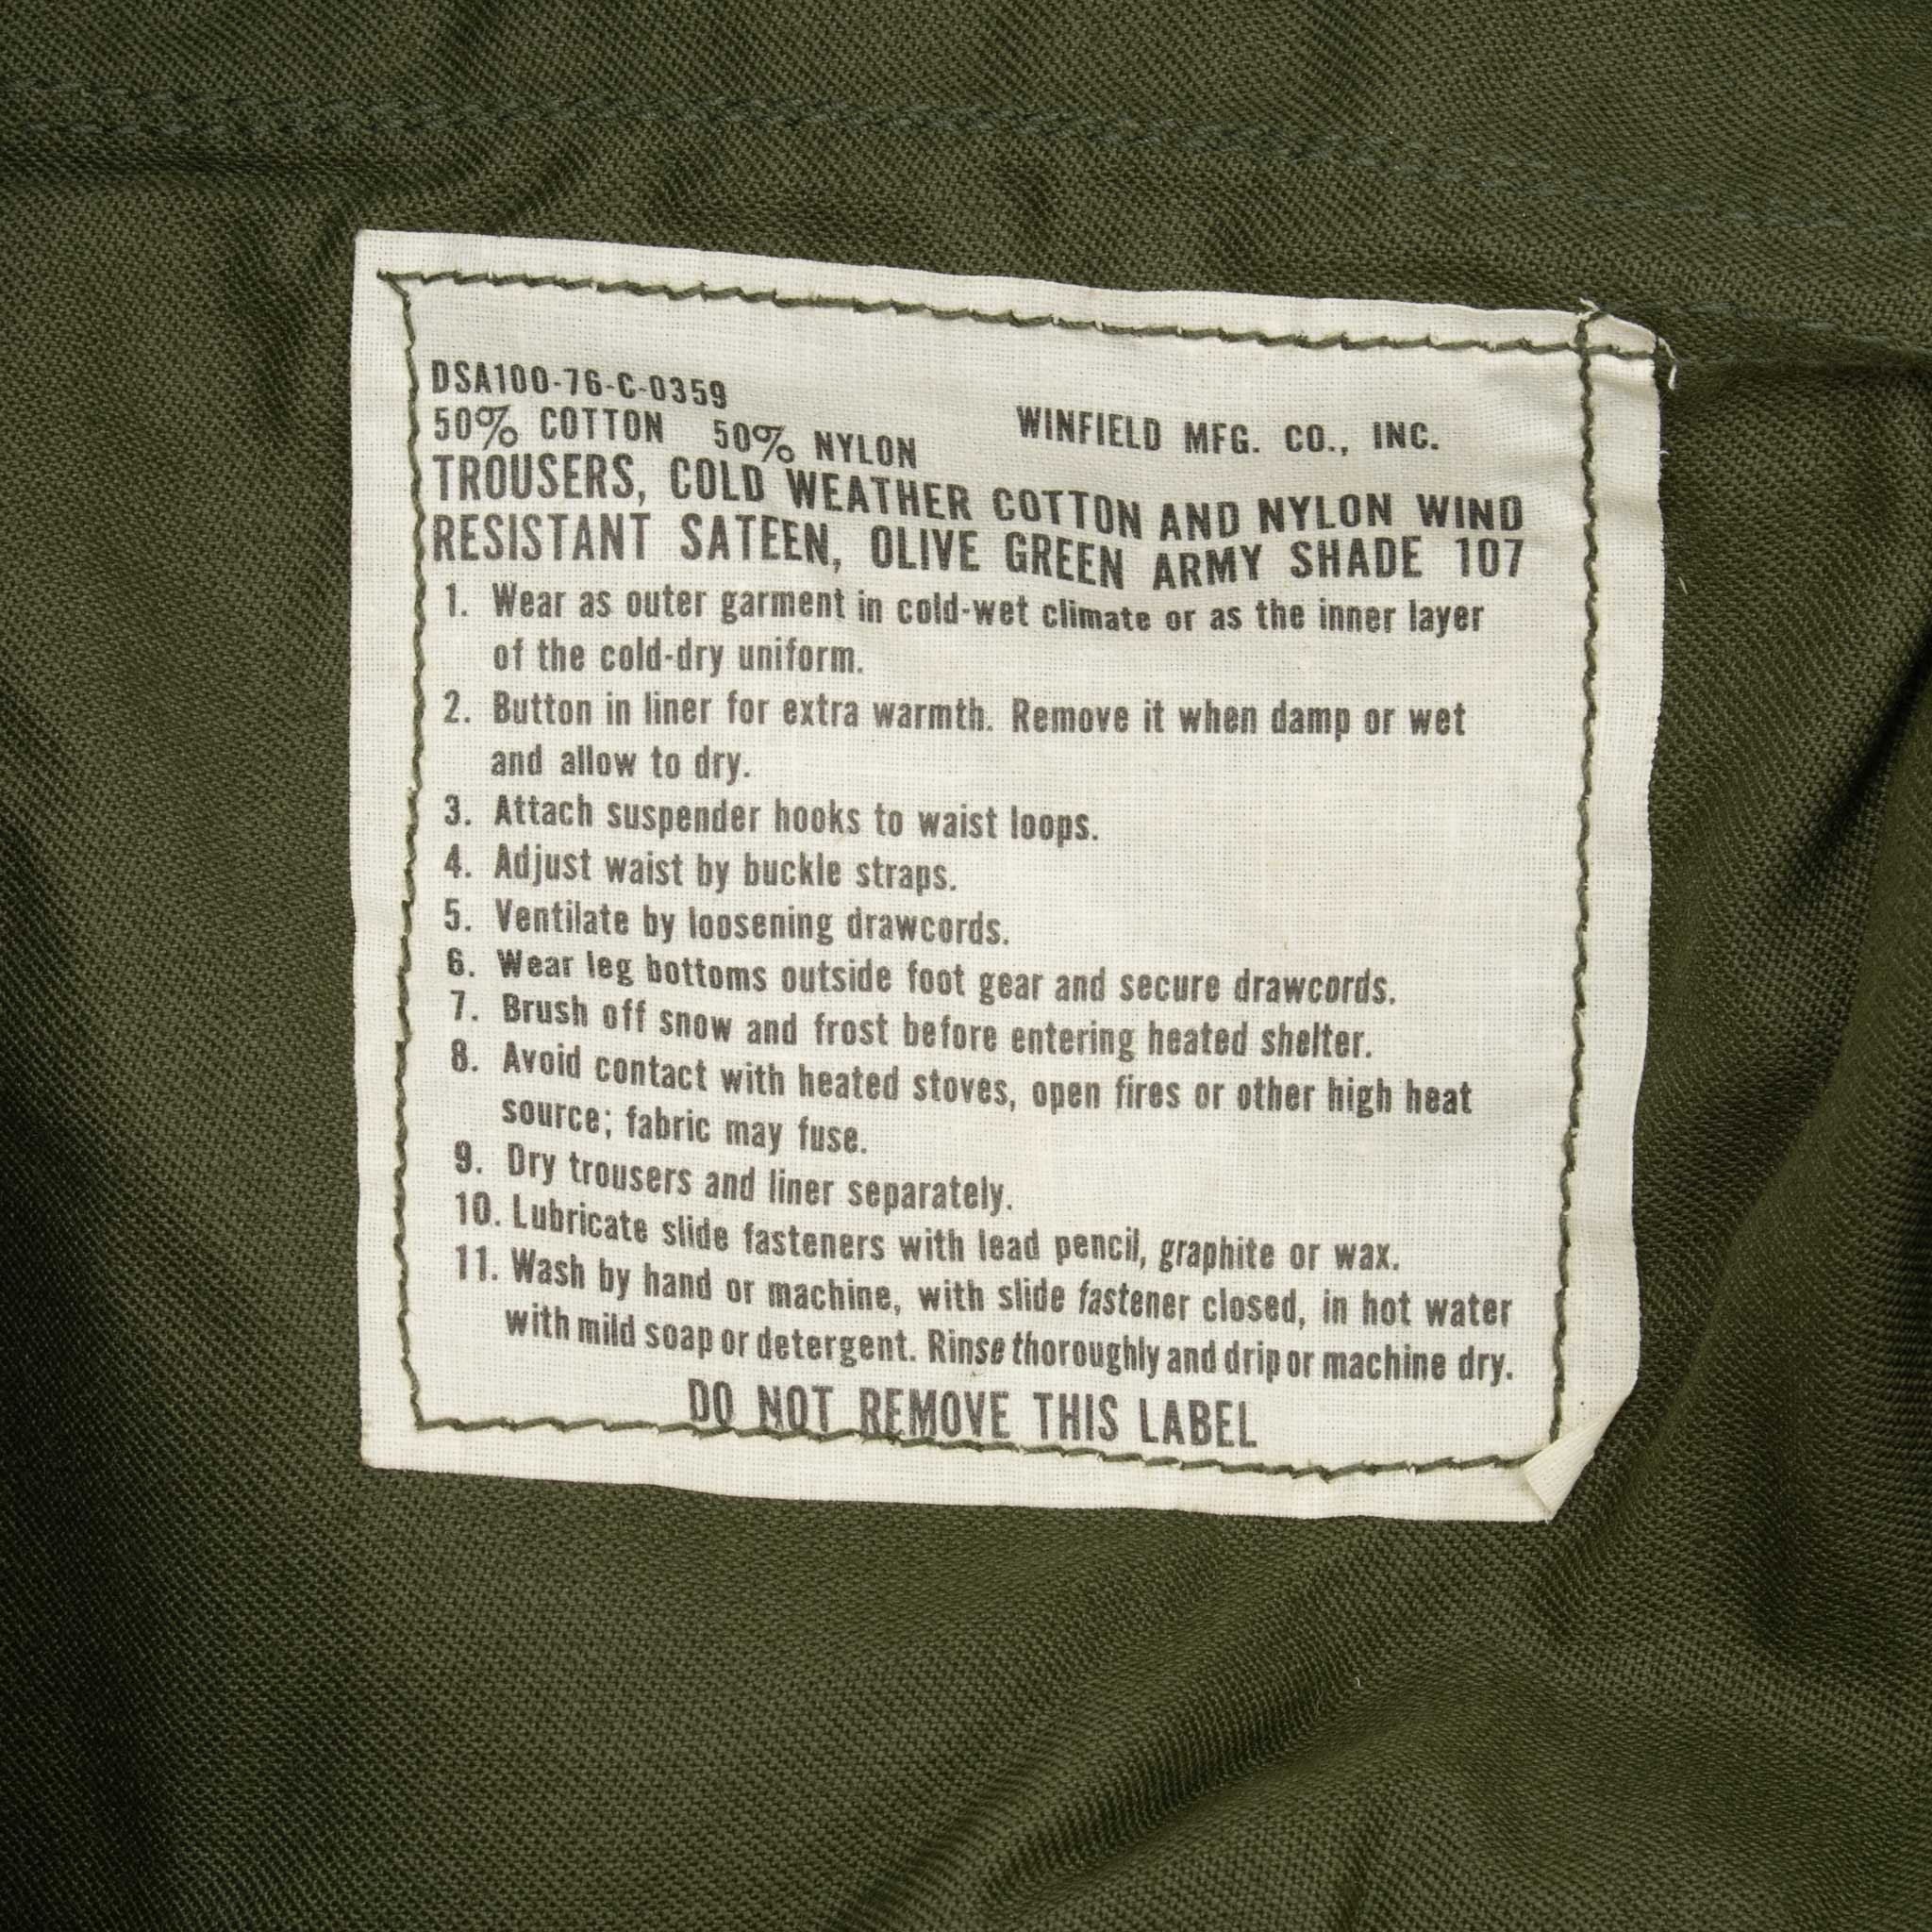 DSA100-76-C-0359
50% COTTON 50% NYLON WINFIELD MFG. CO., INC.
TROUSERS, COLD WEATHER COTTON AND NYLON WIND
RESISTANT SATEEN, OLIVE GREEN ARMY SHADE 107
1. Wear as outer garment in cold-wet climate or as the inner layer
of the cold-dry uniform.
2. Button in liner for extra warmth. Remove it when damp or wet
and allow to dry.
3. Attach suspender hooks to waist loops.
4. Adjust waist by buckle straps.
5. Ventilate by loosening drawcords.
6. Wear leg bottoms outside foot gear and secure drawcords.
7. Brush off snow and frost before entering heated shelter.
8. Avoid contact with heated stoves, open fires or other high heat
source; fabric may fuse.
9. Dry trousers and liner separately.
10. Lubricate slide fasteners with lead pencil, graphite or wax.
11. Wash by hand or machine, with slide fastener closed, in hot water
with mild soap or detergent. Rinse thoroughly and drip or machine dry.
DO NOT REMOVE THIS LABEL